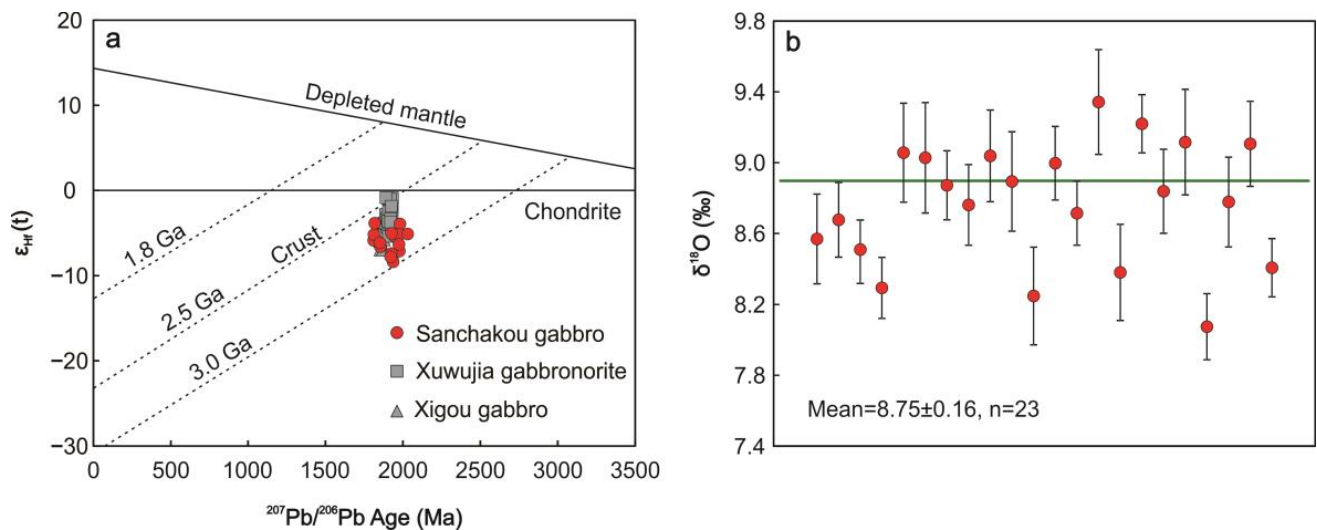 a
20
10
0
−10
−20
−30
εHf(t)
Depleted mantle
Chondrite
1.8 Ga
Crust
2.5 Ga
3.0 Ga
Sanchakou gabbro
Xuwujia gabbronorite
Xigou gabbro
0 500 1000 1500 2000 2500 3000 3500
²⁰⁷Pb/²⁰⁶Pb Age (Ma)
b
9.8
9.4
9.0
8.6
8.2
7.8
7.4
δ¹⁸O (‰)
Mean=8.75±0.16, n=23